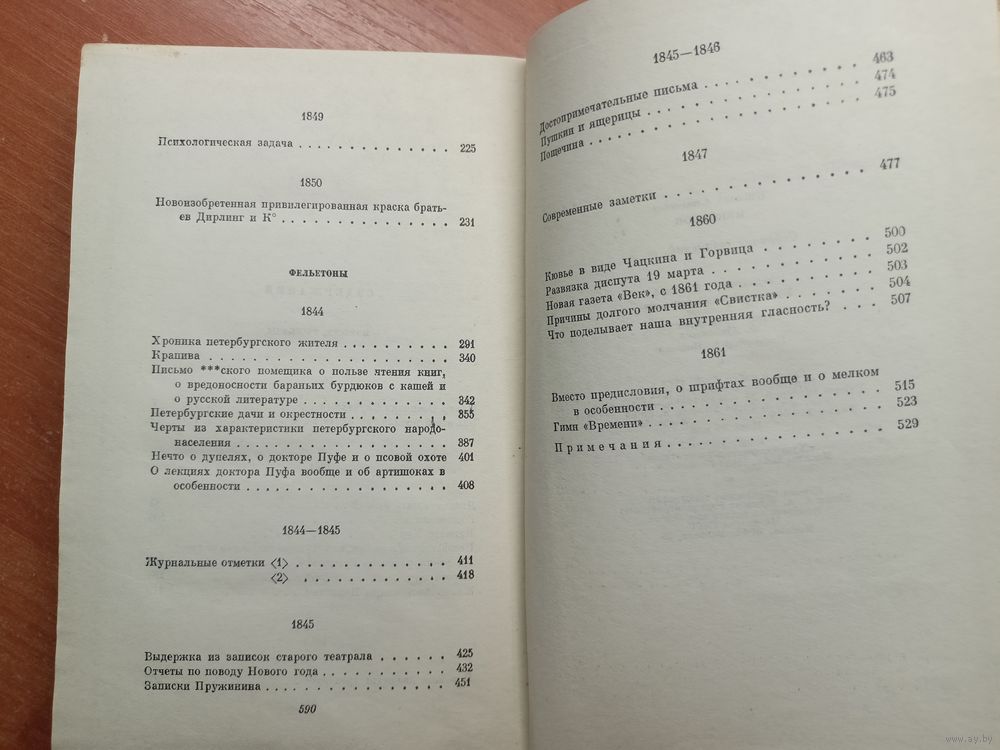 1849
Психологическая задача . . . . . . . . . . . . . . . 225
1850
Новоизобретенная привилегированная краска брать-
ев Дирлинг и К° . . . . . . . . . . . . . . . . 231
ФЕЛЬЕТОНЫ
1844
Хроника петербургского жителя . . . . . . . . . . 291
Крапива . . . . . . . . . . . . . . . . . . . . 340
Письмо ***ского помещика о пользе чтения книг,
о вредоносности бараньих бурдюков с кашей и
о русской литературе . . . . . . . . . . . . . . 342
Петербургские дачи и окрестности . . . . . . . . . 355
Черты из характеристики петербургского народо-
населения . . . . . . . . . . . . . . . . . . . 387
Нечто о дупелях, о докторе Пуфе и о псовой охоте 401
О лекциях доктора Пуфа вообще и об артишоках в
особенности . . . . . . . . . . . . . . . . . . 408
1844—1845
Журнальные отметки ⟨1⟩ . . . . . . . . . . . . . 411
⟨2⟩ . . . . . . . . . . . . . 418
1845
Выдержка из записок старого театрала . . . . . . 425
Отчеты по поводу Нового года . . . . . . . . . . . 432
Записки Пружинина . . . . . . . . . . . . . . . . 451
590
1845—1846
Достопримечательные письма . . . . . . . . . . . 463
Пушкин и ящерицы . . . . . . . . . . . . . . . . 474
Пощечина . . . . . . . . . . . . . . . . . . . . 475
1847
Современные заметки . . . . . . . . . . . . . . . 477
1860
Кювье в виде Чацкина и Горвица . . . . . . . . . 500
Развязка диспута 19 марта . . . . . . . . . . . . 502
Новая газета «Век», с 1861 года . . . . . . . . . . 503
Причины долгого молчания «Свистка» . . . . . . . 504
Что поделывает наша внутренняя гласность? . . . . 507
1861
Вместо предисловия, о шрифтах вообще и о мелком
в особенности . . . . . . . . . . . . . . . . . 515
Гимн «Времени» . . . . . . . . . . . . . . . . . 523
Примечания . . . . . . . . . . . . . . . . . . . 529
www.ay.by